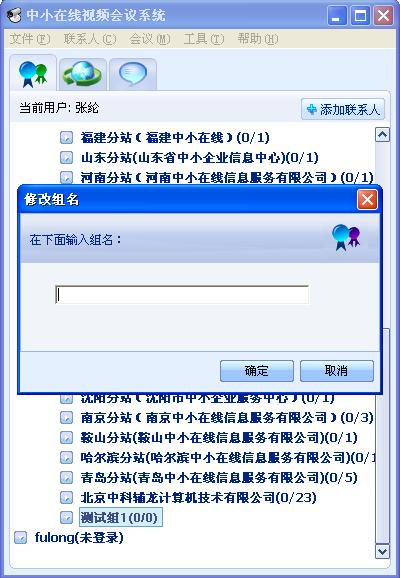 中小在线视频会议系统
文件(F) 联系人(C) 会议(M) 工具(T) 帮助(H)
当前用户: 张纶
添加联系人
福建分站(福建中小在线)(0/1)
山东分站(山东省中小企业信息中心)(0/1)
河南分站(河南中小在线信息服务有限公司)(0/1)
修改组名
在下面输入组名：
确定
取消
沈阳分站(沈阳市中小企业服务中心)(0/1)
南京分站(南京中小在线信息服务有限公司)(0/3)
鞍山分站(鞍山中小在线信息服务有限公司)(0/1)
哈尔滨分站(哈尔滨中小在线信息服务有限公司)(0/1
青岛分站(青岛中小在线信息服务有限公司)(0/5)
北京中科辅龙计算机技术有限公司(0/23)
测试组1(0/0)
fulong(未登录)